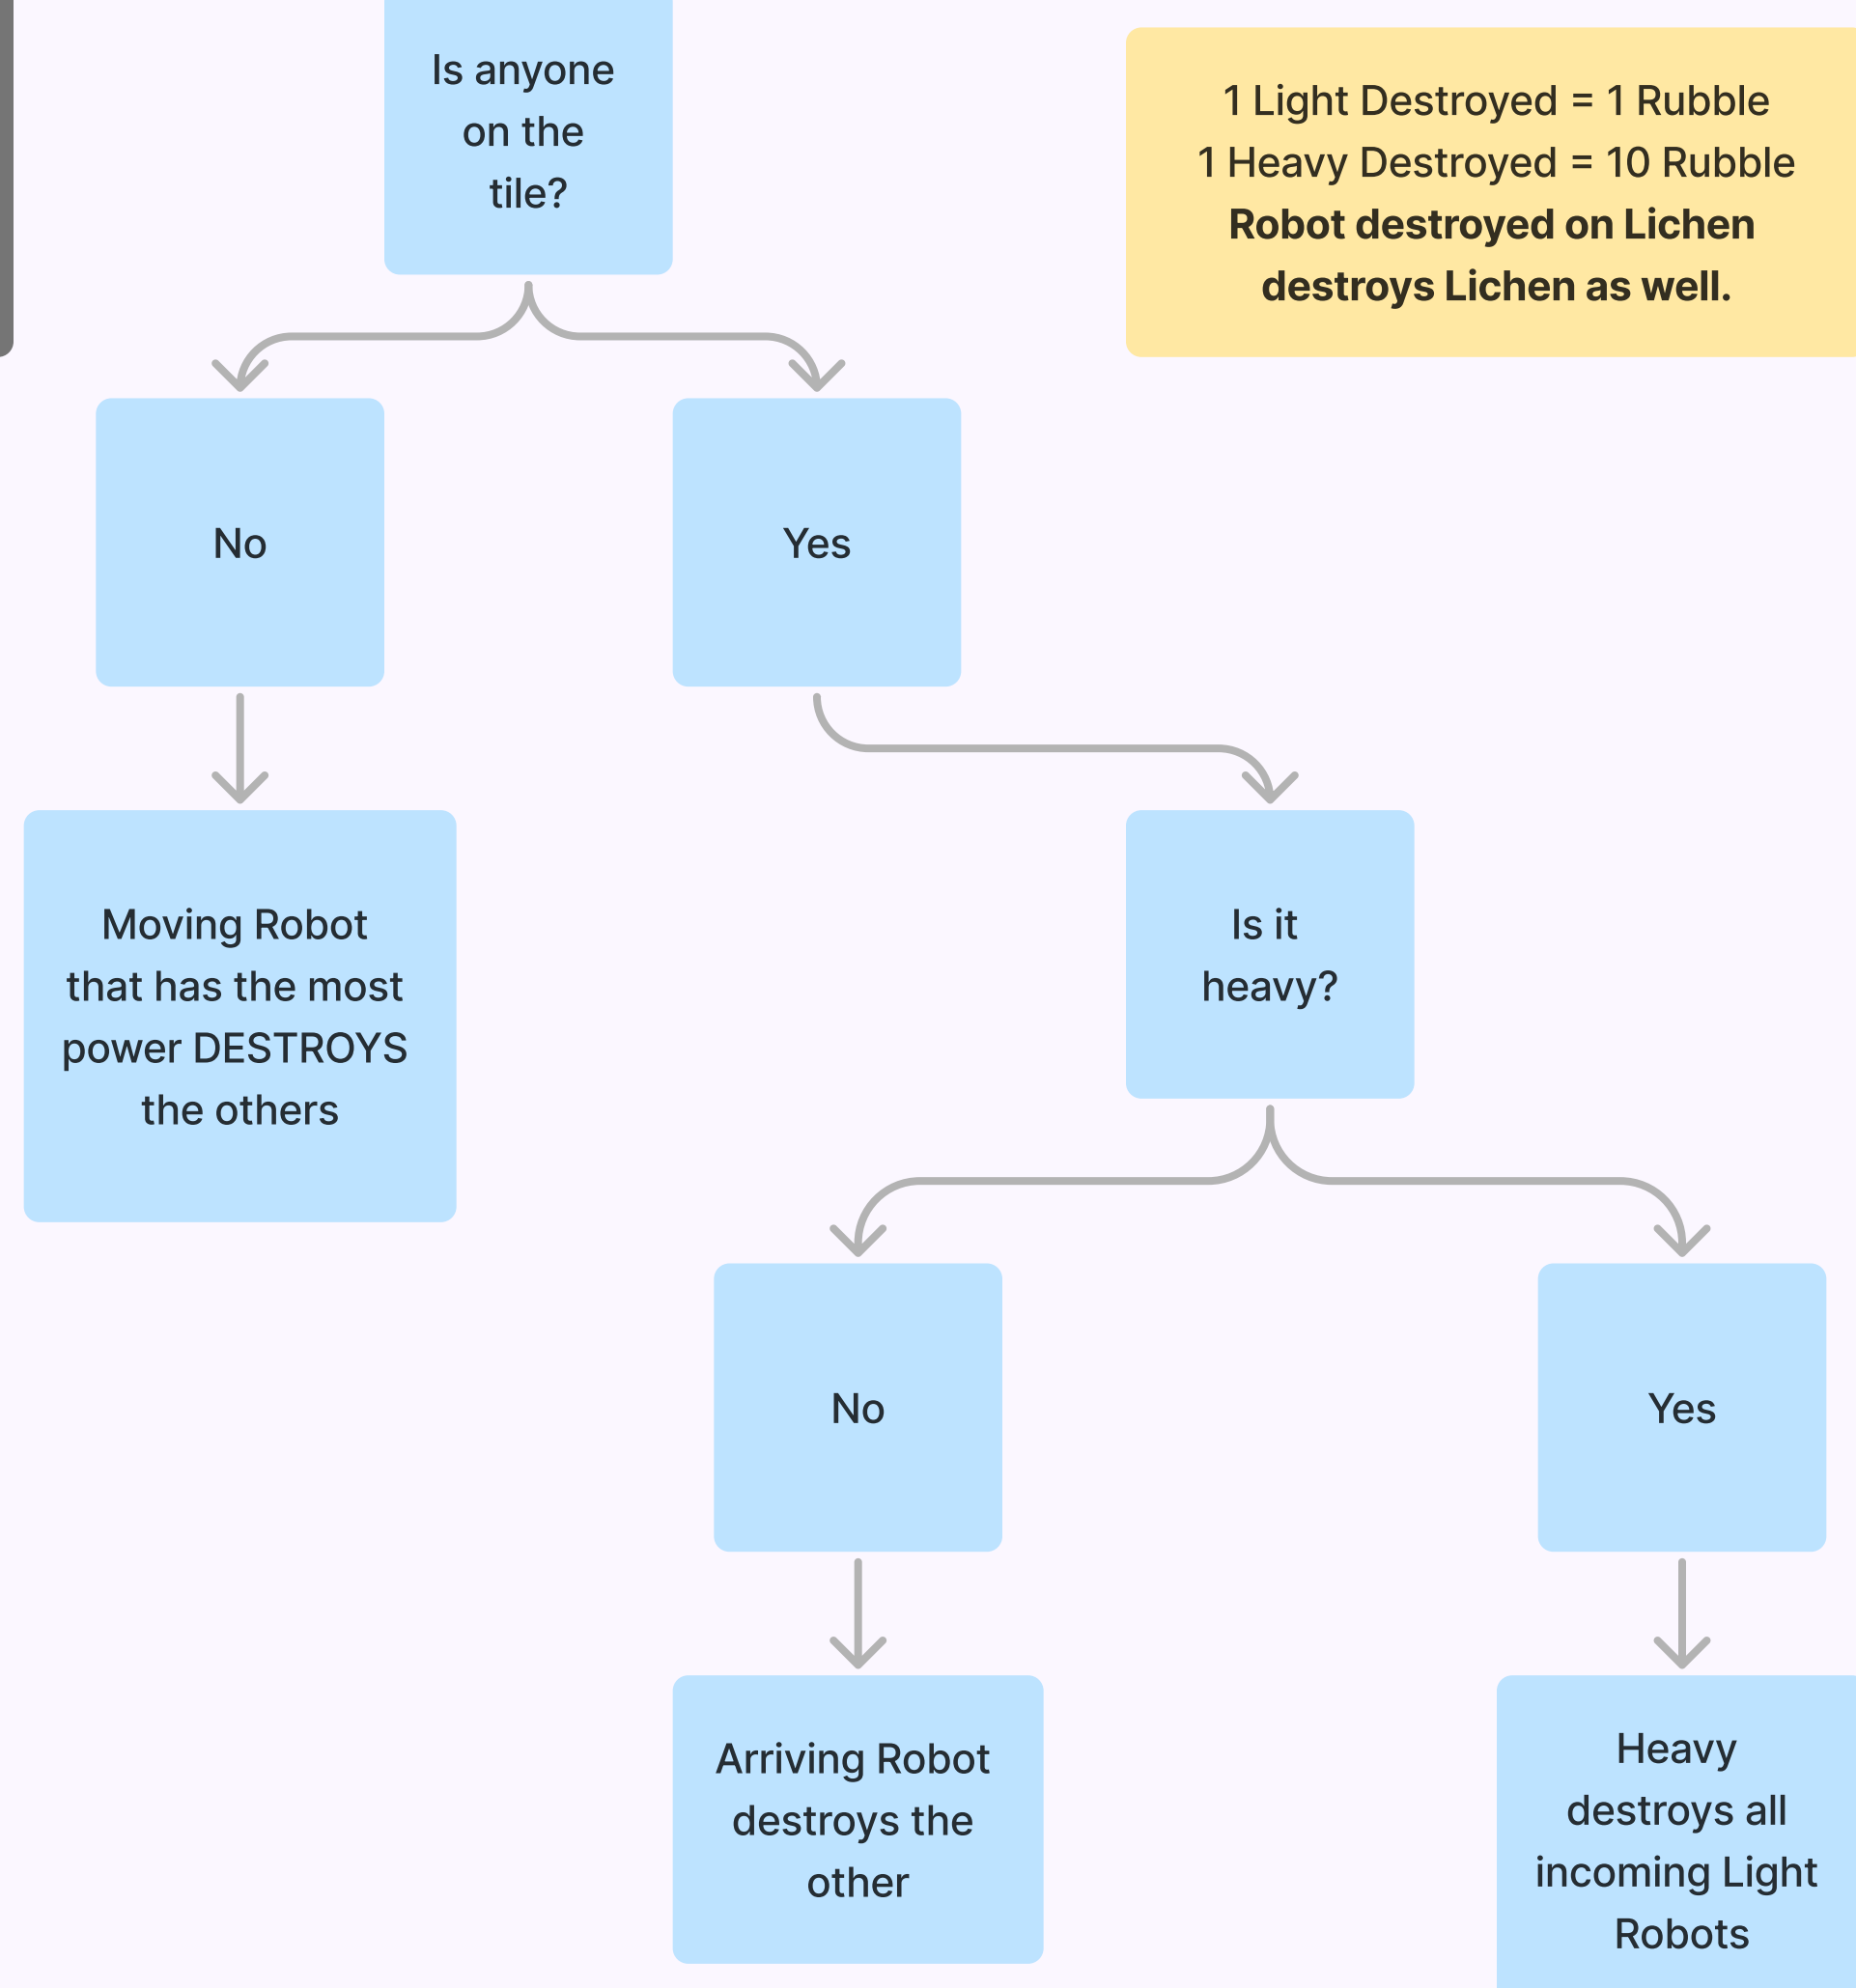 Is anyone
on the
tile?
1 Light Destroyed = 1 Rubble
1 Heavy Destroyed = 10 Rubble
Robot destroyed on Lichen
destroys Lichen as well.
No
Yes
Moving Robot
that has the most
power DESTROYS
the others
Is it
heavy?
No
Yes
Arriving Robot
destroys the
other
Heavy
destroys all
incoming Light
Robots